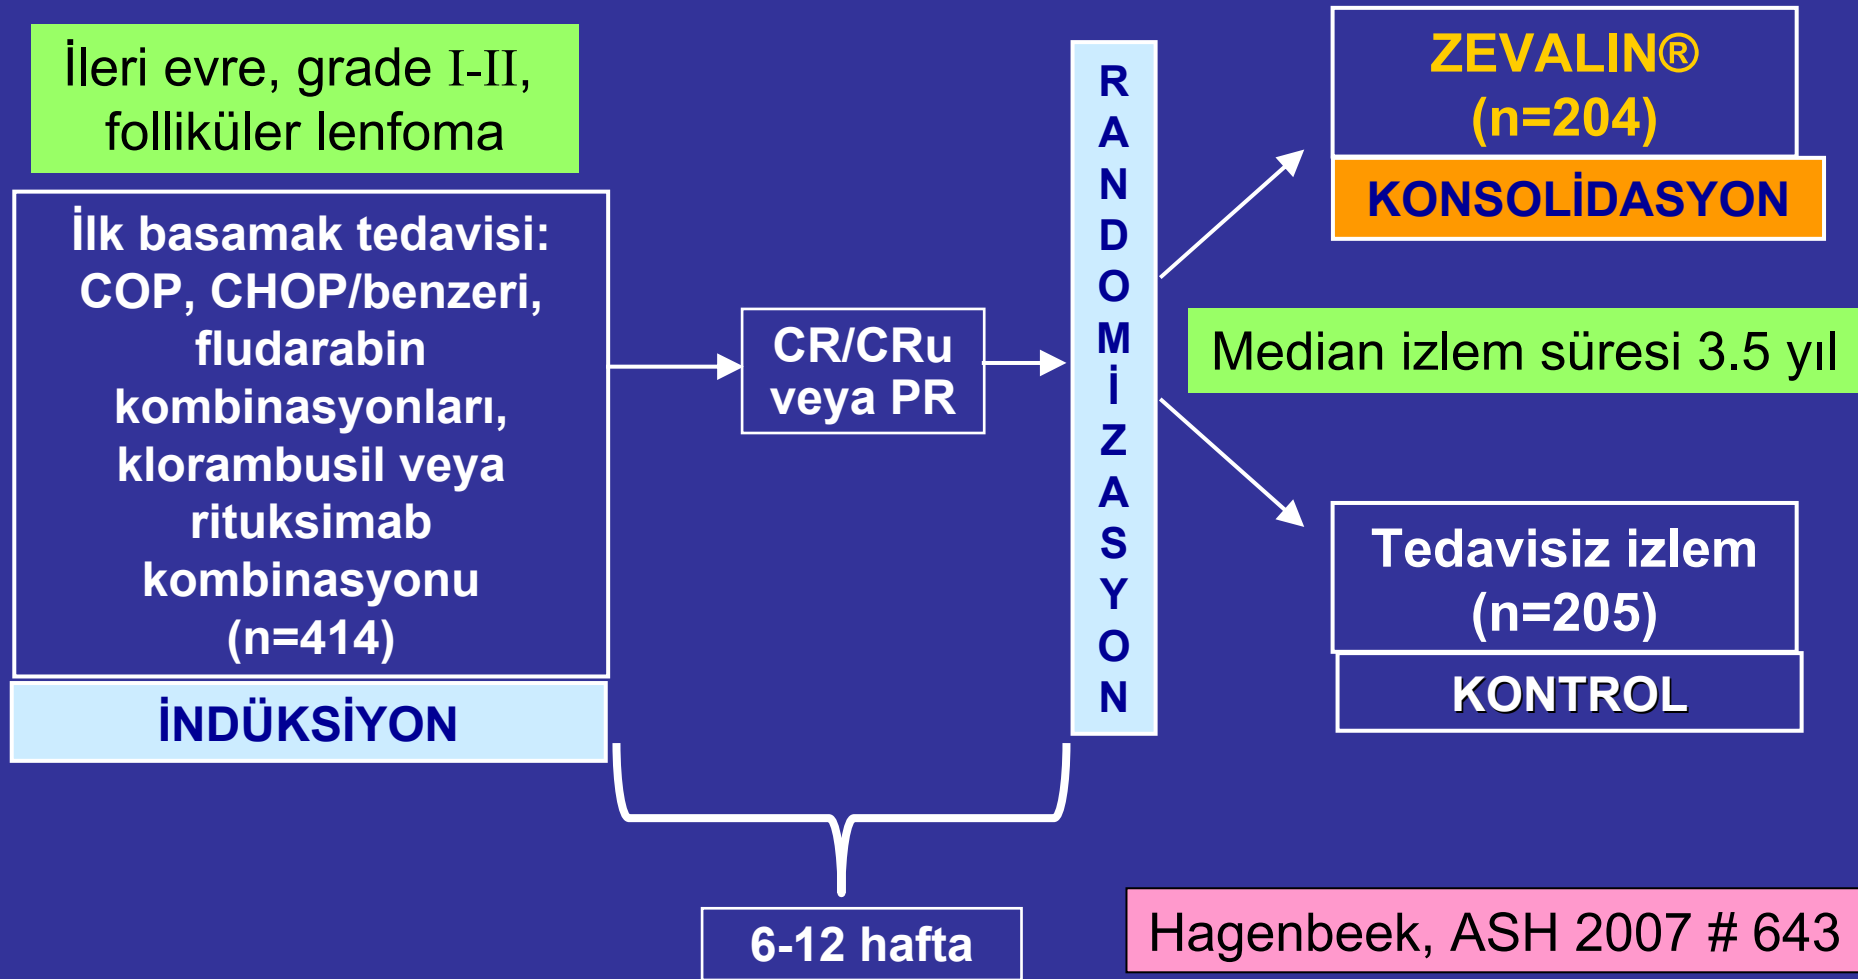 İleri evre, grade I-II,
folliküler lenfoma
İlk basamak tedavisi:
COP, CHOP/benzeri,
fludarabin
kombinasyonları,
klorambusil veya
rituksimab
kombinasyonu
(n=414)
İNDÜKSİYON
CR/CRu
veya PR
6-12 hafta
R
A
N
D
O
M
İ
Z
A
S
Y
O
N
ZEVALIN®
(n=204)
KONSOLİDASYON
Median izlem süresi 3.5 yıl
Tedavisiz izlem
(n=205)
KONTROL
Hagenbeek, ASH 2007 # 643